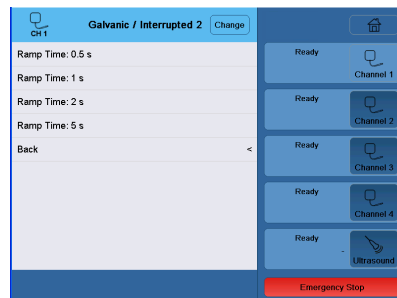 CH 1
Galvanic / Interrupted 2
Change
Ramp Time: 0.5 s
Ramp Time: 1 s
Ramp Time: 2 s
Ramp Time: 5 s
Back <
Ready
Channel 1
Ready
Channel 2
Ready
Channel 3
Ready
Channel 4
Ready
-
Ultrasound
Emergency Stop